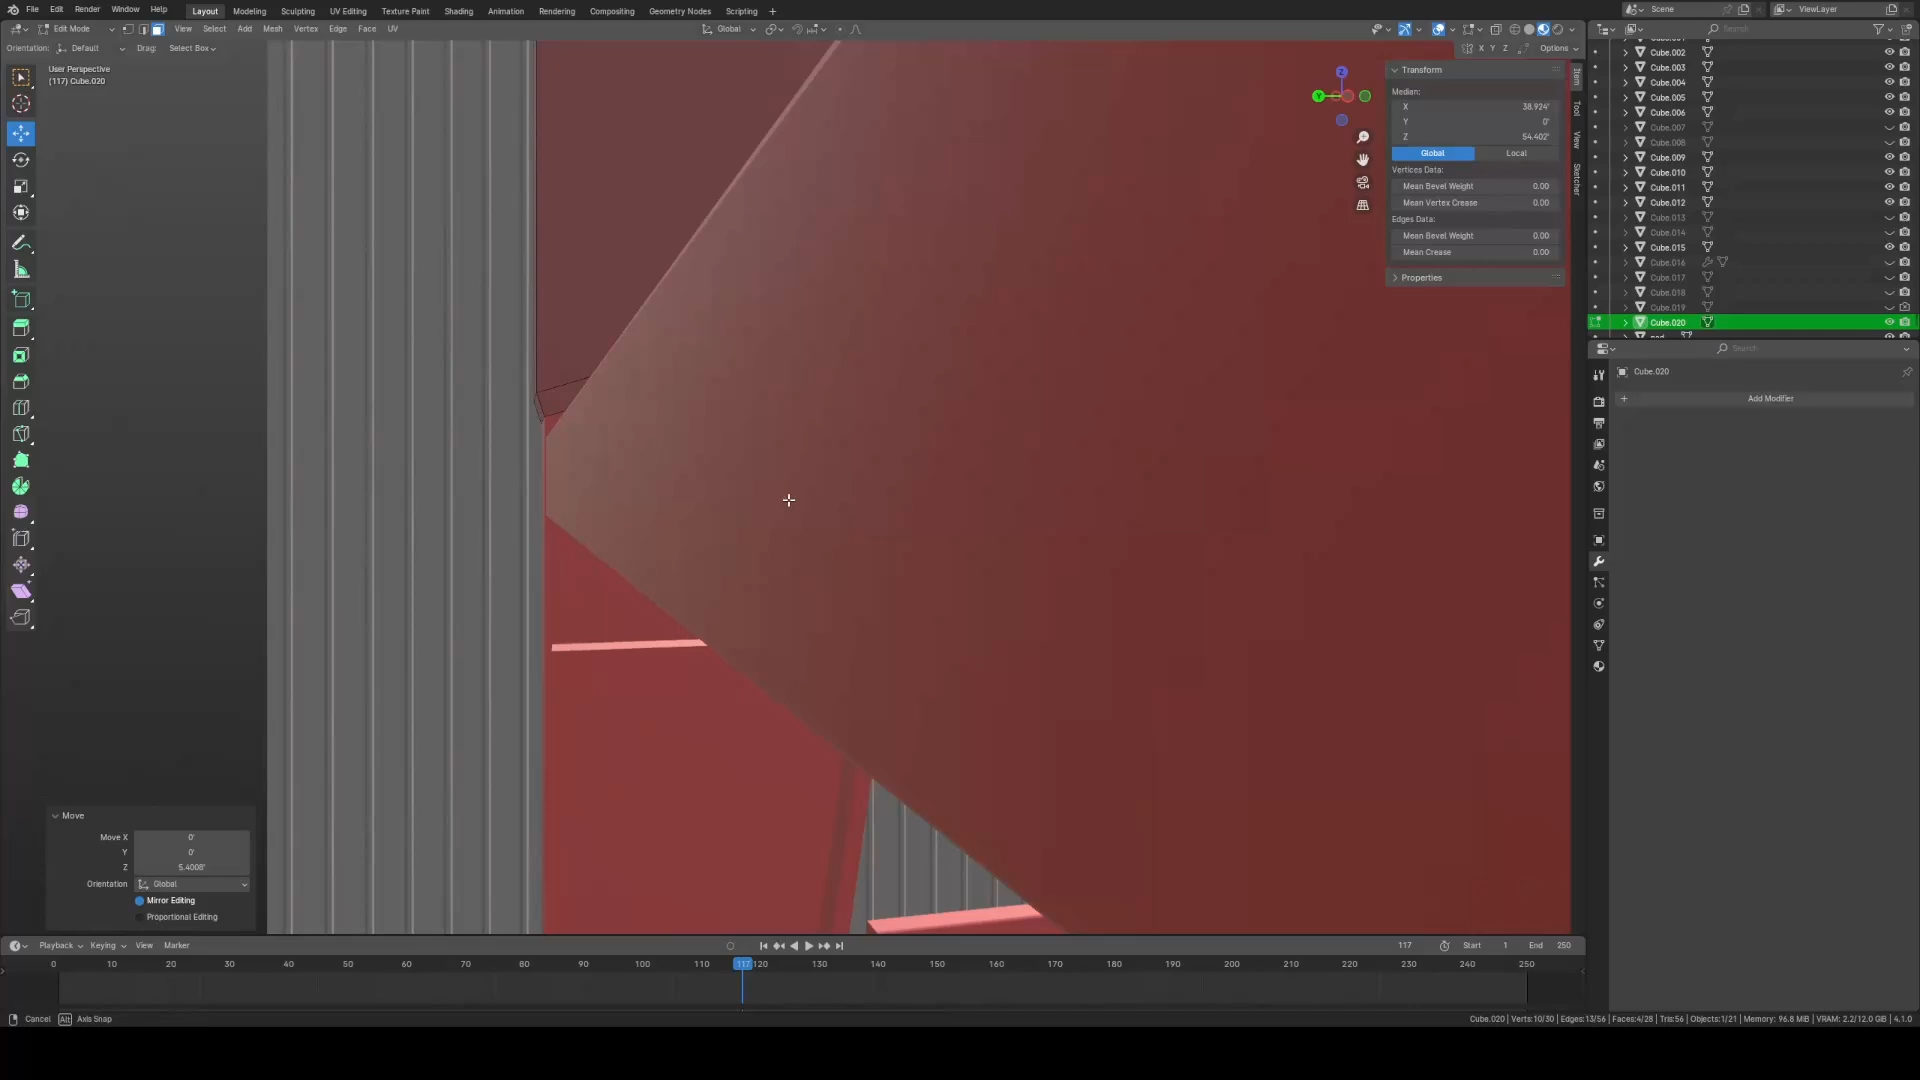 File Edit Render Window Help
Layout Modeling Sculpting UV Editing Texture Paint Shading Animation Rendering Compositing Geometry Nodes Scripting +
Scene
ViewLayer
Edit Mode View Select Add Mesh Vertex Edge Face UV
Global
Search
Orientation: Default Drag: Select Box
X Y Z Options
User Perspective
(117) Cube.020
Z
Y
Transform
Median:
X 38.924'
Y 0'
Z 54.402'
Global Local
Vertices Data:
Mean Bevel Weight 0.00
Mean Vertex Crease 0.00
Edges Data:
Mean Bevel Weight 0.00
Mean Crease 0.00
Properties
Item
Tool
View
Sketcher
Cube.002
Cube.003
Cube.004
Cube.005
Cube.006
Cube.007
Cube.008
Cube.009
Cube.010
Cube.011
Cube.012
Cube.013
Cube.014
Cube.015
Cube.016
Cube.017
Cube.018
Cube.019
Cube.020
Search
Cube.020
+ Add Modifier
Move
Move X 0'
Y 0'
Z 5.4008'
Orientation Global
Mirror Editing
Proportional Editing
Playback Keying View Marker
117 Start 1 End 250
0 10 20 30 40 50 60 70 80 90 100 110 117 120 130 140 150 160 170 180 190 200 210 220 230 240 250
Cancel Alt Axis Snap
Cube.020 | Verts:10/30 | Edges:13/56 | Faces:4/28 | Tris:56 | Objects:1/21 | Memory: 96.8 MiB | VRAM: 2.2/12.0 GiB | 4.1.0